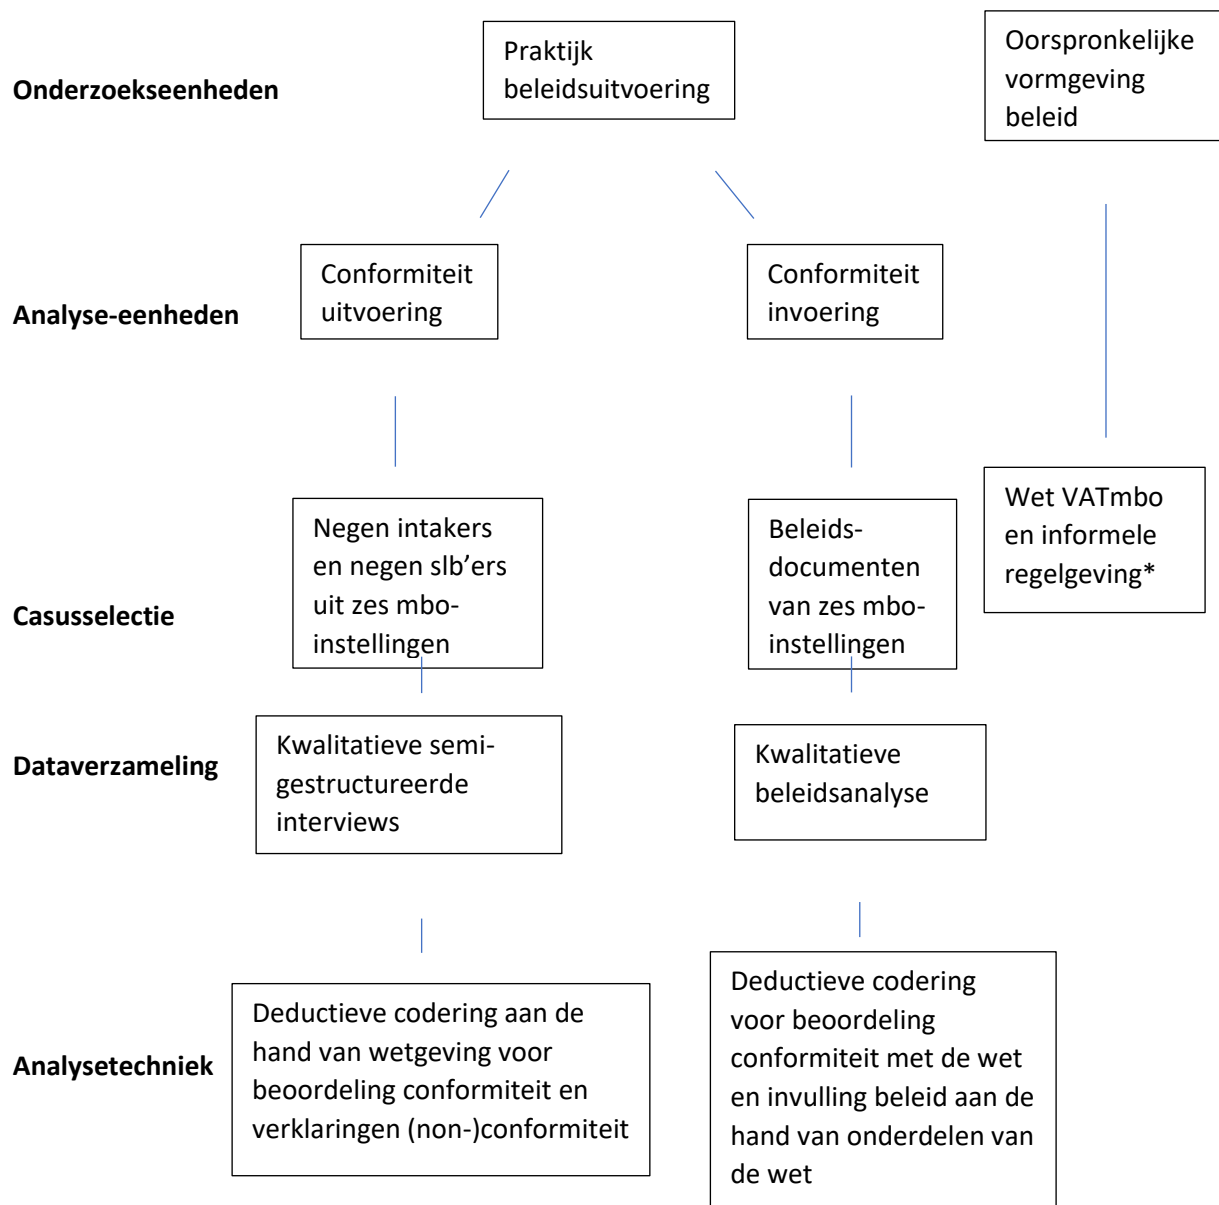 Onderzoekseenheden
Praktijk
beleidsuitvoering
Oorspronkelijke
vormgeving
beleid
Analyse-eenheden
Conformiteit
uitvoering
Conformiteit
invoering
Casusselectie
Negen intakers
en negen slb’ers
uit zes mbo-
instellingen
Beleids-
documenten
van zes mbo-
instellingen
Wet VATmbo
en informele
regelgeving*
Dataverzameling
Kwalitatieve semi-
gestructureerde
interviews
Kwalitatieve
beleidsanalyse
Analysetechniek
Deductieve codering aan de
hand van wetgeving voor
beoordeling conformiteit en
verklaringen (non-)conformiteit
Deductieve codering
voor beoordeling
conformiteit met de wet
en invulling beleid aan de
hand van onderdelen van
de wet